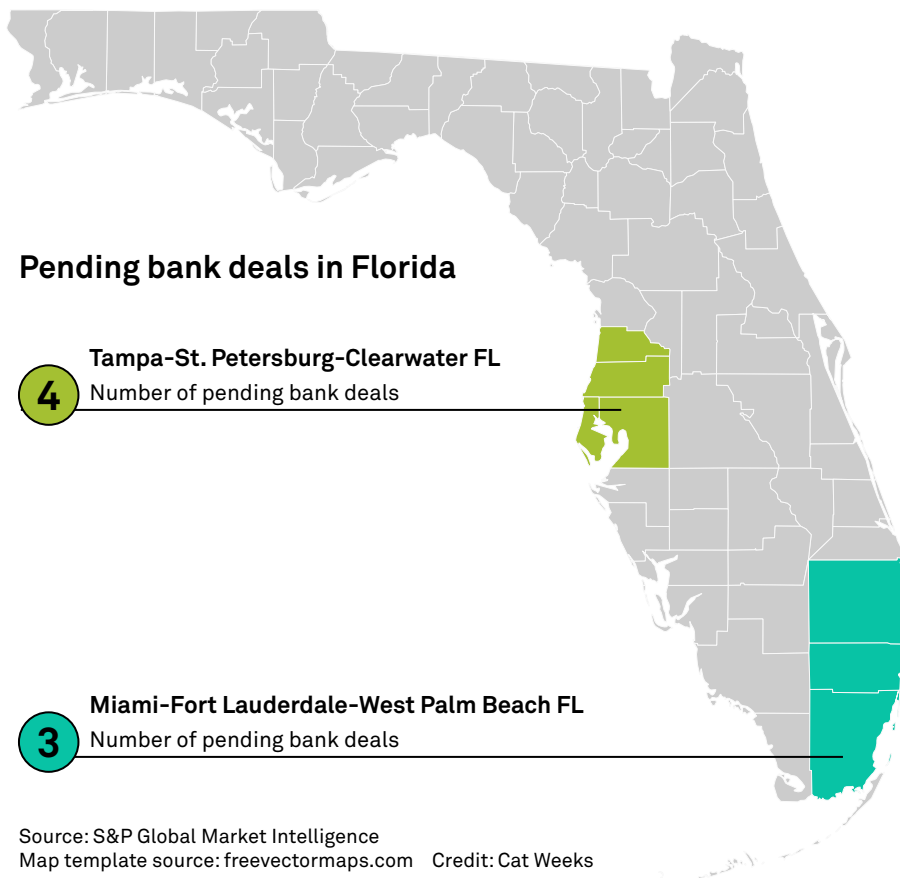 Pending bank deals in Florida
Tampa-St. Petersburg-Clearwater FL
4
Number of pending bank deals
Miami-Fort Lauderdale-West Palm Beach FL
3
Number of pending bank deals
Source: S&P Global Market Intelligence
Map template source: freevectormaps.com Credit: Cat Weeks